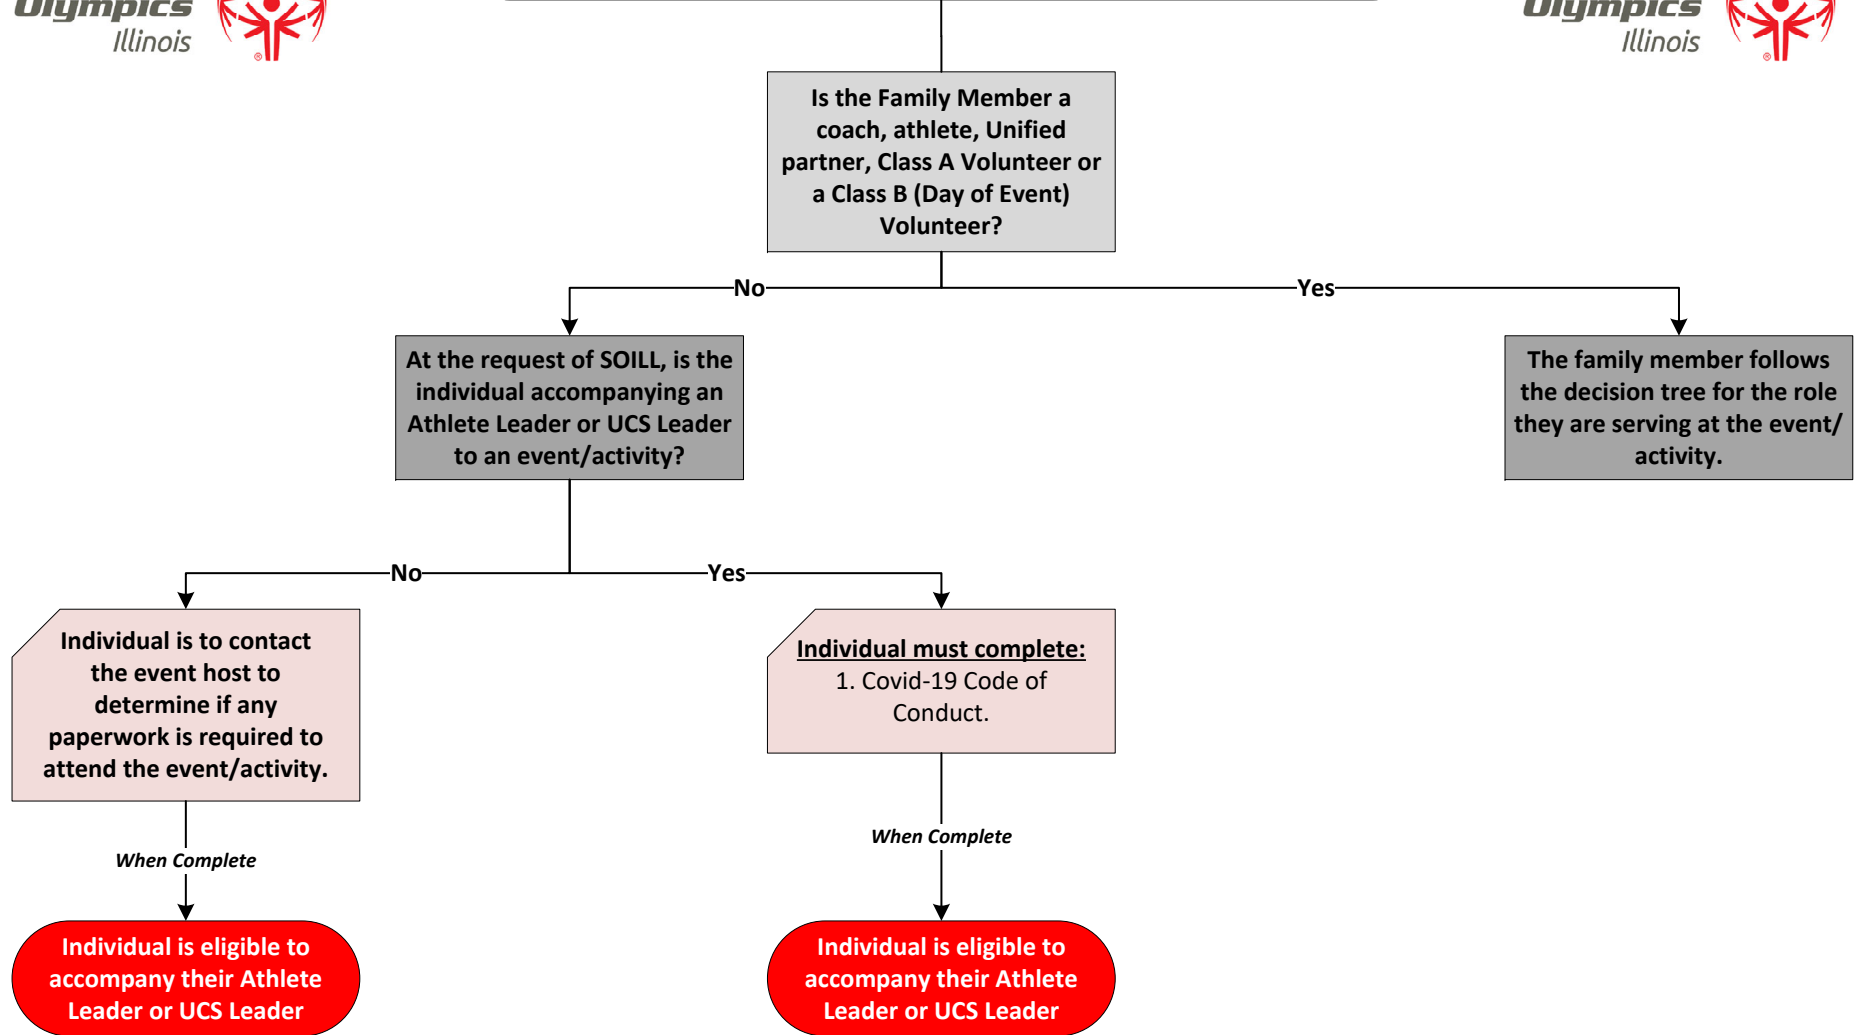 Olympics
Illinois
®
Olympics
Illinois
®
Is the Family Member a
coach, athlete, Unified
partner, Class A Volunteer or
a Class B (Day of Event)
Volunteer?
No
Yes
At the request of SOILL, is the
individual accompanying an
Athlete Leader or UCS Leader
to an event/activity?
The family member follows
the decision tree for the role
they are serving at the event/
activity.
No
Yes
Individual is to contact
the event host to
determine if any
paperwork is required to
attend the event/activity.
Individual must complete:
1. Covid-19 Code of
Conduct.
When Complete
When Complete
Individual is eligible to
accompany their Athlete
Leader or UCS Leader
Individual is eligible to
accompany their Athlete
Leader or UCS Leader